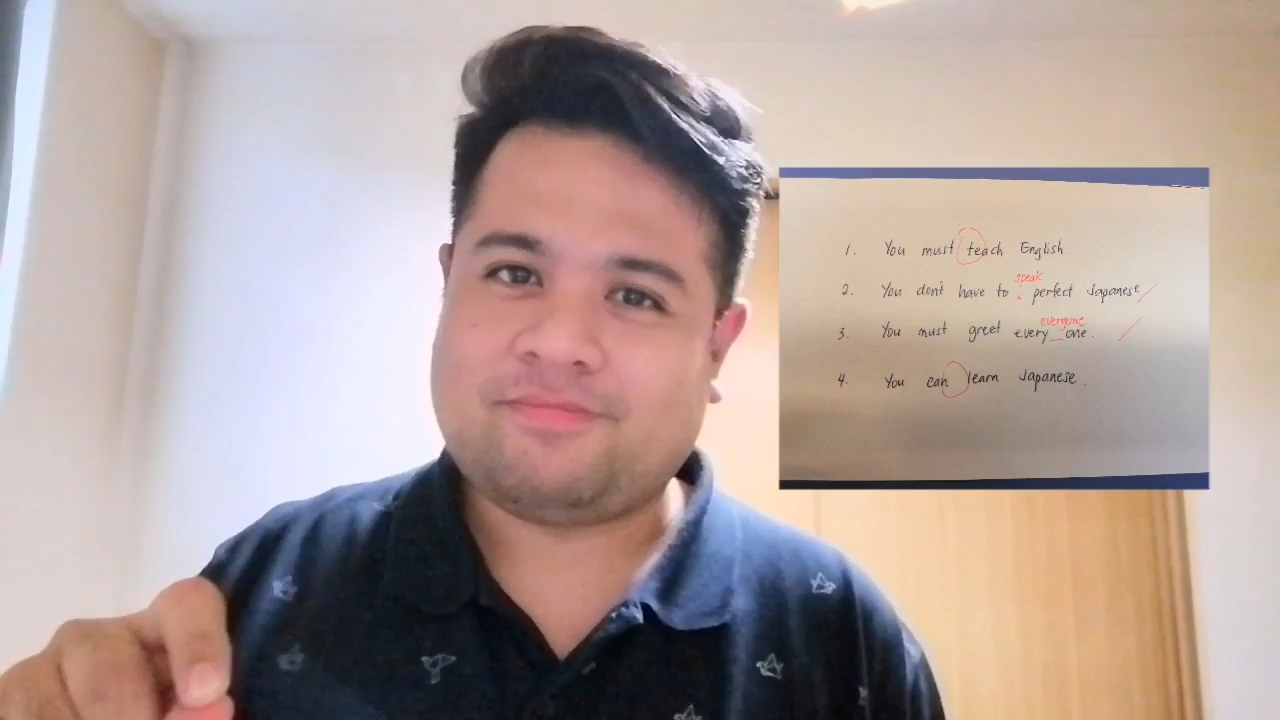 1. You must teach English.
speak
2. You don't have to perfect Japanese
everyone
3. You must greet every one.
4. You can learn Japanese.